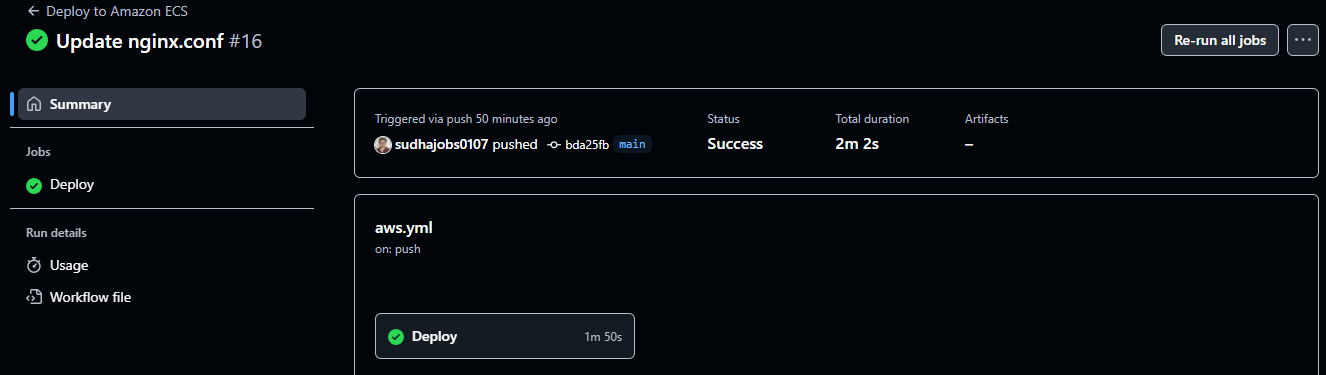 Deploy to Amazon ECS
Update nginx.conf #16
Re-run all jobs
Summary
Jobs
Deploy
Run details
Usage
Workflow file
Triggered via push 50 minutes ago
sudhajobs0107 pushed bda25fb main
Status
Success
Total duration
2m 2s
Artifacts
–
aws.yml
on: push
Deploy 1m 50s